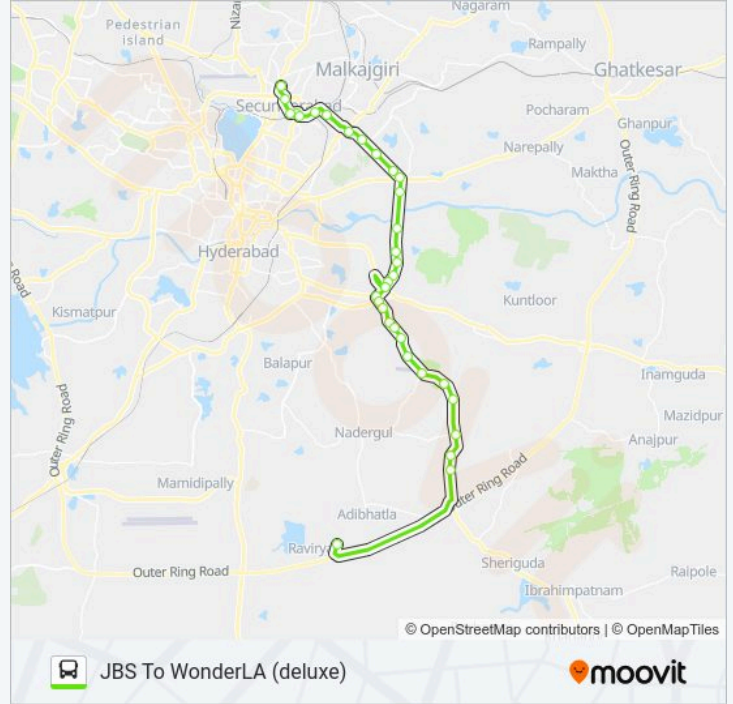 Nagaram
Pedestrian
island
Nizar
Rampally
Malkajgiri
Ghatkesar
Secunderabad
Pocharam
Ghanpur
Narepally
Maktha
Outer Ring Road
Hyderabad
Road
Kismatpur
Kuntloor
Balapur
Inamguda
Mazidpur
Outer Ring Road
Nadergul
Anajpur
Mamidipally
Outer Ring Road
Adibhatla
Raviry
Outer Ring Road
Sheriguda
Raipole
Ibrahimpatnam
© OpenStreetMap contributors | © OpenMapTiles
JBS To WonderLA (deluxe)
moovit